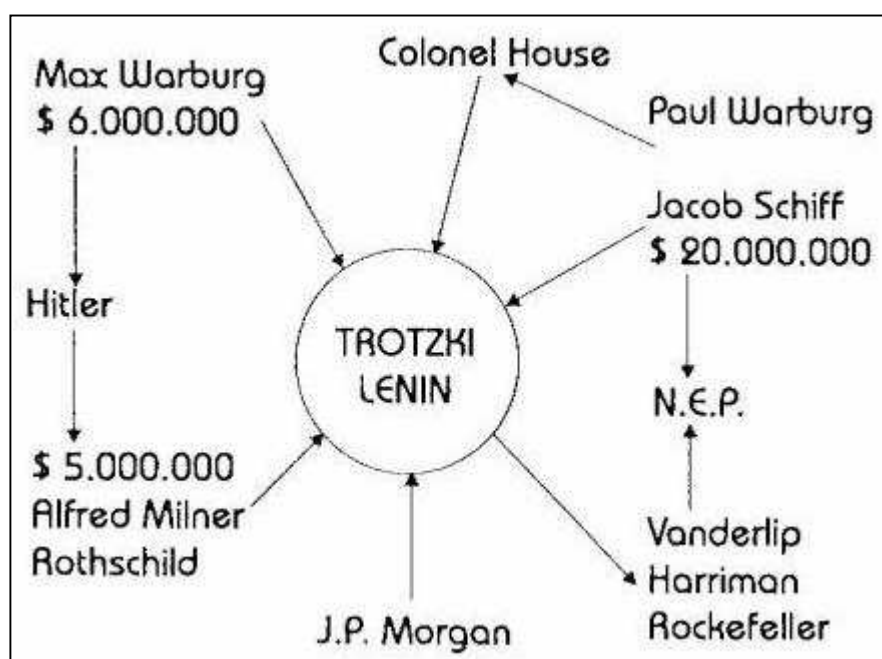 Colonel House
Max Warburg
$ 6.000.000
Paul Warburg
Jacob Schiff
$ 20.000.000
Hitler
TROTZKI
LENIN
N.E.P.
$ 5.000.000
Alfred Milner
Rothschild
Vanderlip
Harriman
Rockefeller
J.P. Morgan